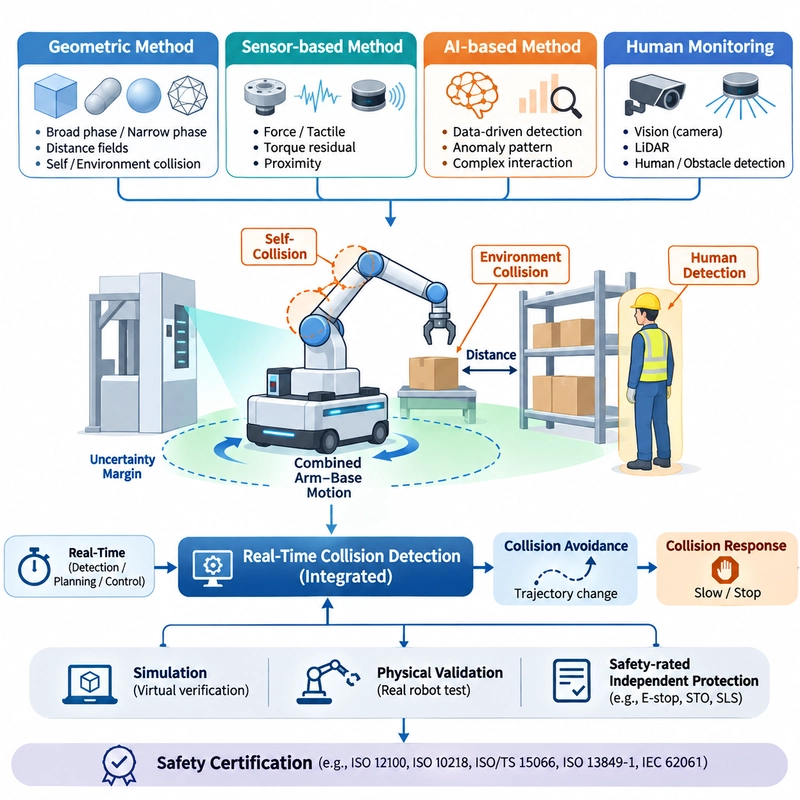 Geometric Method
• Broad phase / Narrow phase
• Distance fields
• Self / Environment collision
Sensor-based Method
• Force / Tactile
• Torque residual
• Proximity
AI-based Method
• Data-driven detection
• Anomaly pattern
• Complex interaction
Human Monitoring
• Vision (camera)
• LiDAR
• Human / Obstacle detection
Self-
Collision
Environment
Collision
Human
Detection
Distance
Uncertainty
Margin
Combined
Arm–Base
Motion
Real-Time
(Detection /
Planning / Control)
Real-Time Collision Detection
(Integrated)
Collision Avoidance
Trajectory change
Collision Response
Slow / Stop
Simulation
(Virtual verification)
Physical Validation
(Real robot test)
Safety-rated
Independent Protection
(e.g., E-stop, STO, SLS)
Safety Certification (e.g., ISO 12100, ISO 10218, ISO/TS 15066, ISO 13849-1, IEC 62061)